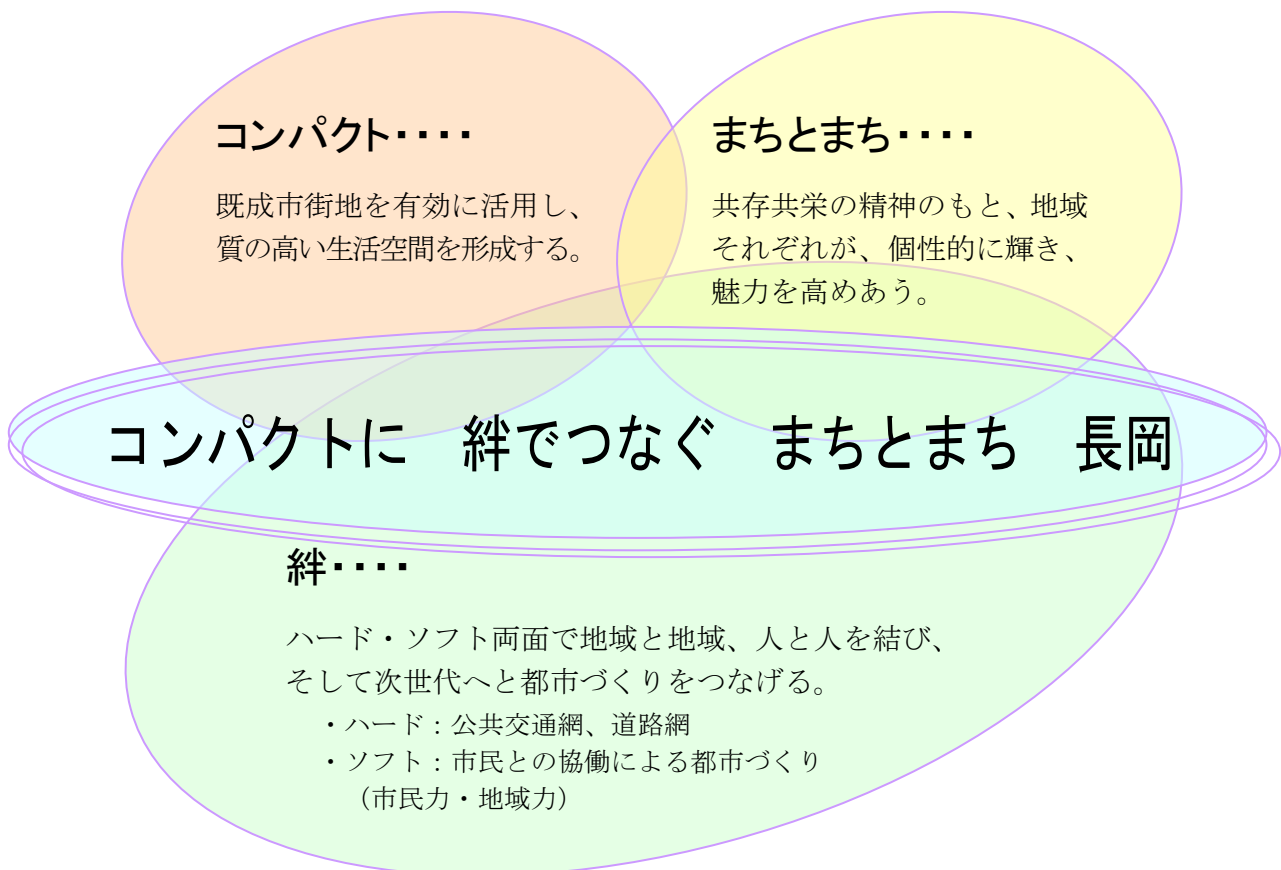 コンパクト・・・・
既成市街地を有効に活用し、
質の高い生活空間を形成する。
まちとまち・・・・
共存共栄の精神のもと、地域
それぞれが、個性的に輝き、
魅力を高めあう。
コンパクトに　絆でつなぐ　まちとまち　長岡
絆・・・・
ハード・ソフト両面で地域と地域、人と人を結び、
そして次世代へと都市づくりをつなげる。
・ハード：公共交通網、道路網
・ソフト：市民との協働による都市づくり
（市民力・地域力）